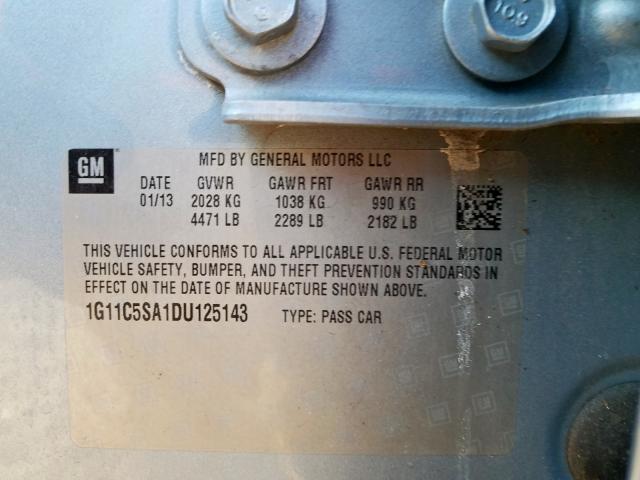 10.9
GM
MFD BY GENERAL MOTORS LLC
DATE GVWR GAWR FRT GAWR RR
01/13 2028 KG 1038 KG 990 KG
4471 LB 2289 LB 2182 LB
THIS VEHICLE CONFORMS TO ALL APPLICABLE U.S. FEDERAL MOTOR
VEHICLE SAFETY, BUMPER, AND THEFT PREVENTION STANDARDS IN
EFFECT ON THE DATE OF MANUFACTURE SHOWN ABOVE.
1G11C5SA1DU125143 TYPE: PASS CAR